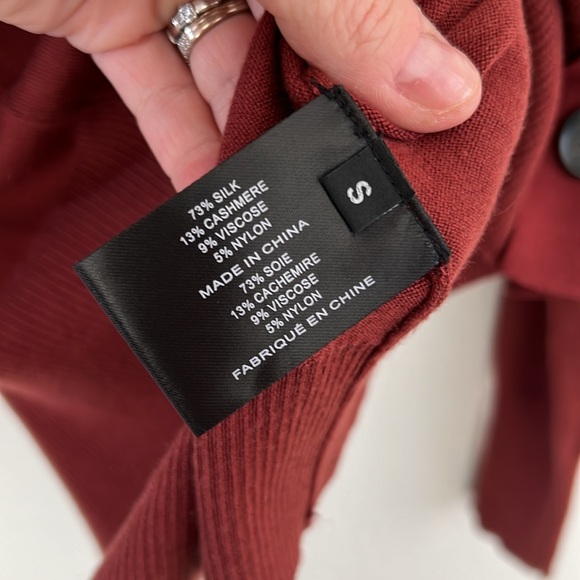 S
73% SILK
13% CASHMERE
9% VISCOSE
5% NYLON
MADE IN CHINA
73% SOIE
13% CACHEMIRE
9% VISCOSE
5% NYLON
FABRIQUÉ EN CHINE